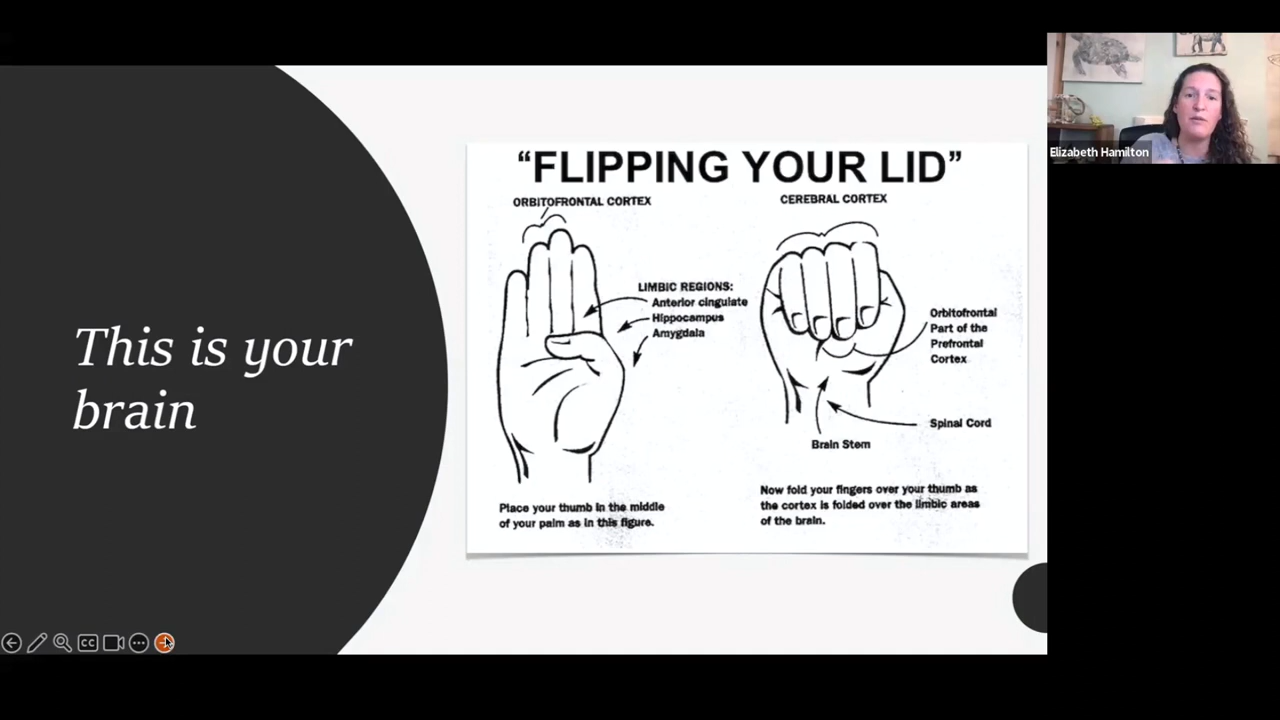 This is your
brain
“FLIPPING YOUR LID”
ORBITOFRONTAL CORTEX
CEREBRAL CORTEX
LIMBIC REGIONS:
Anterior cingulate
Hippocampus
Amygdala
Orbitofrontal
Part of the
Prefrontal
Cortex
Spinal Cord
Brain Stem
Place your thumb in the middle
of your palm as in this figure.
Now fold your fingers over your thumb as
the cortex is folded over the limbic areas
of the brain.
Elizabeth Hamilton
CC